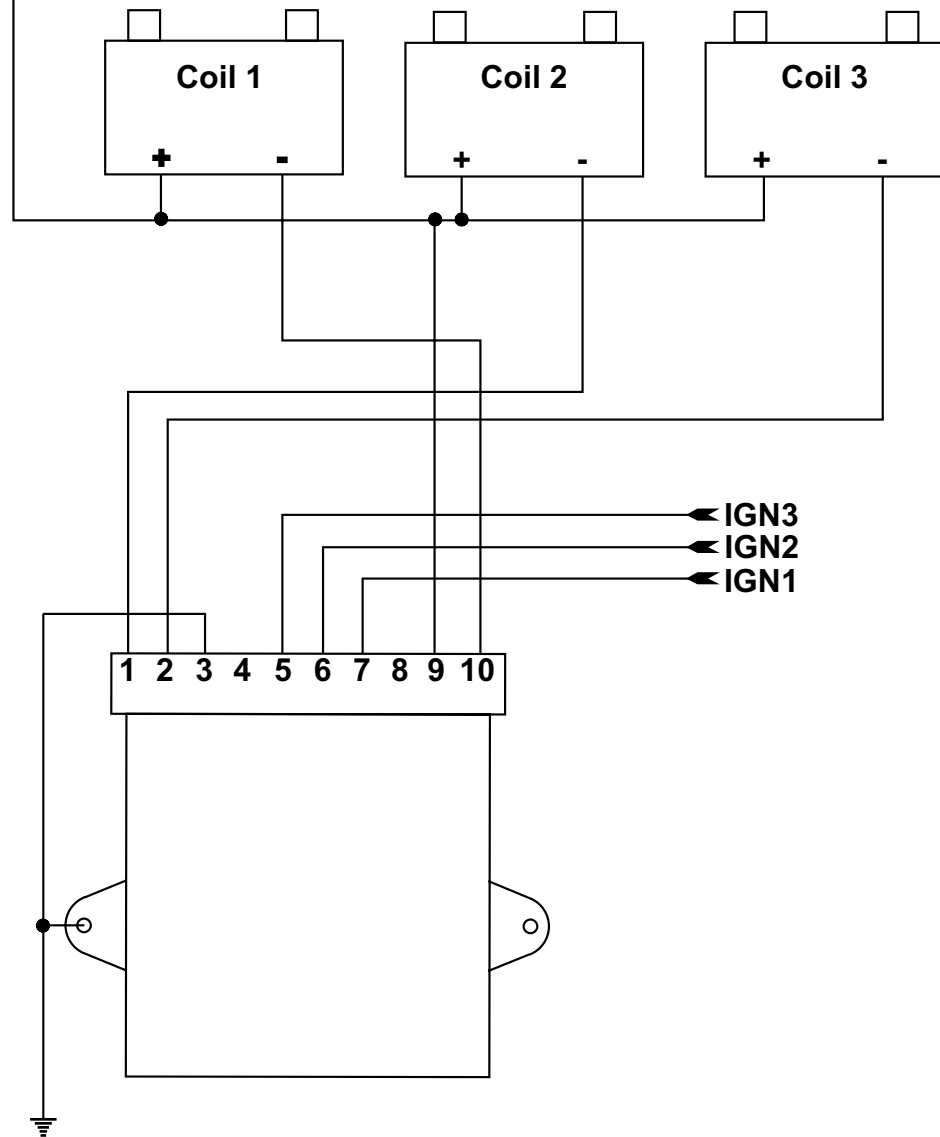 Coil 1 Coil 2 Coil 3
+ - + - + -
IGN3
IGN2
IGN1
1 2 3 4 5 6 7 8 9 10